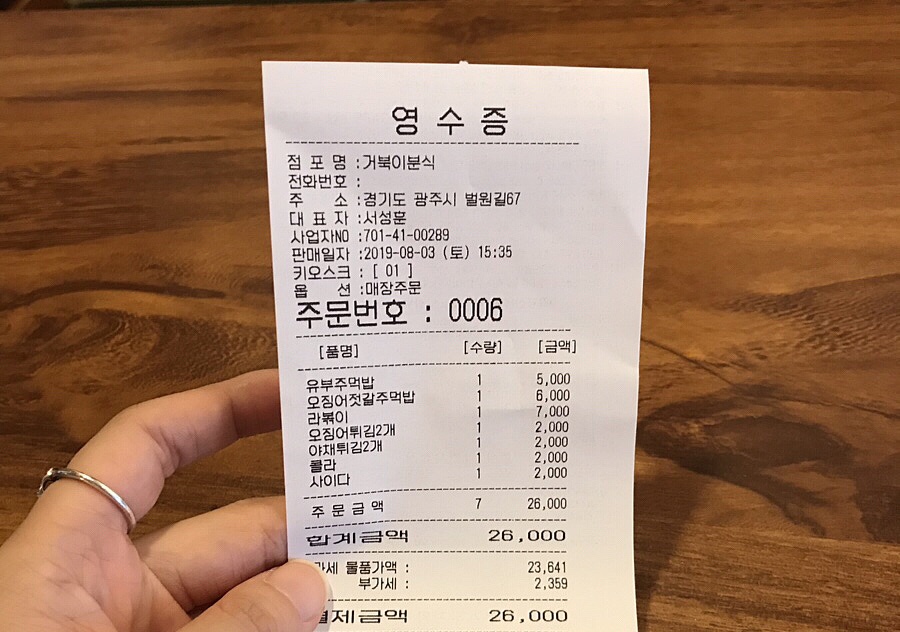 영 수 증
점 포 명 :거북이분식
전화번호 :
주 소 :경기도 광주시 벌원길67
대 표 자 :서성훈
사업자NO :701-41-00289
판매일자 :2019-08-03 (토) 15:35
키오스크 : [ 01 ]
옵 션 :매장주문
주문번호 : 0006
[품명] [수량] [금액]
유부주먹밥 1 5,000
오징어젓갈주먹밥 1 6,000
라볶이 1 7,000
오징어튀김2개 1 2,000
야채튀김2개 1 2,000
콜라 1 2,000
사이다 1 2,000
주 문 금 액 7 26,000
합계금액 26,000
물품가액 : 23,641
부가세 : 2,359
26,000